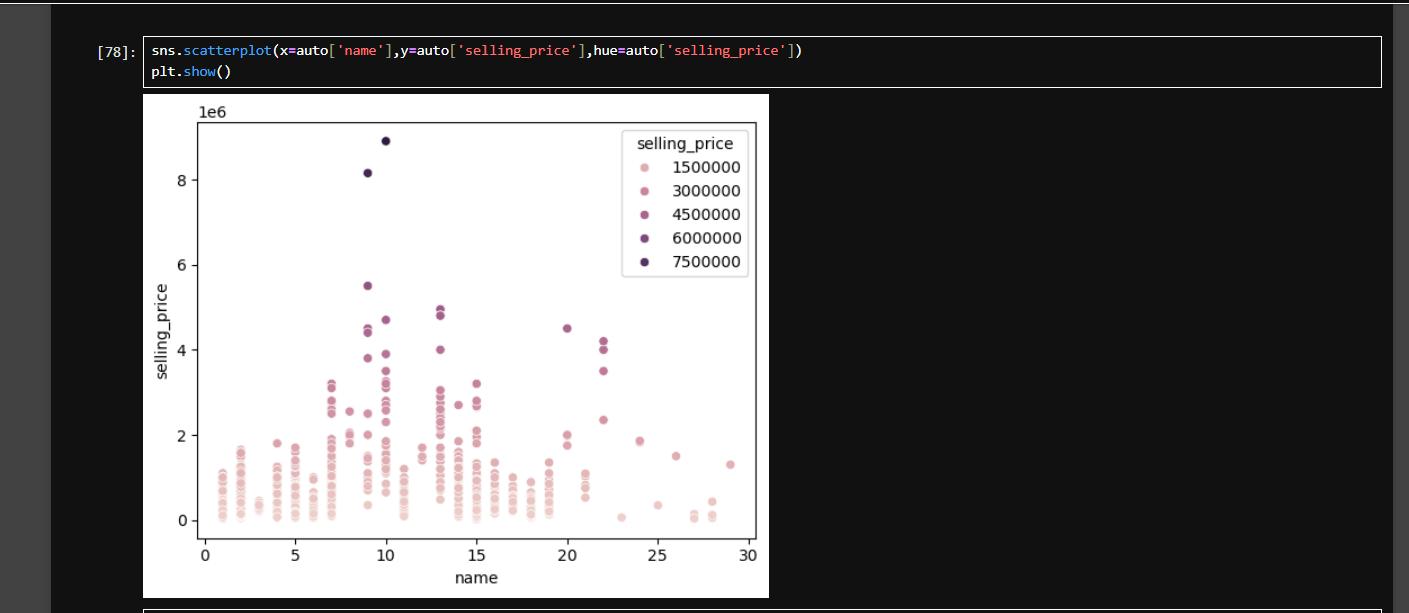 [78]: sns.scatterplot(x=auto['name'],y=auto['selling_price'],hue=auto['selling_price'])
plt.show()
1e6
selling_price
1500000
3000000
4500000
6000000
7500000
8
6
4
2
0
selling_price
0 5 10 15 20 25 30
name